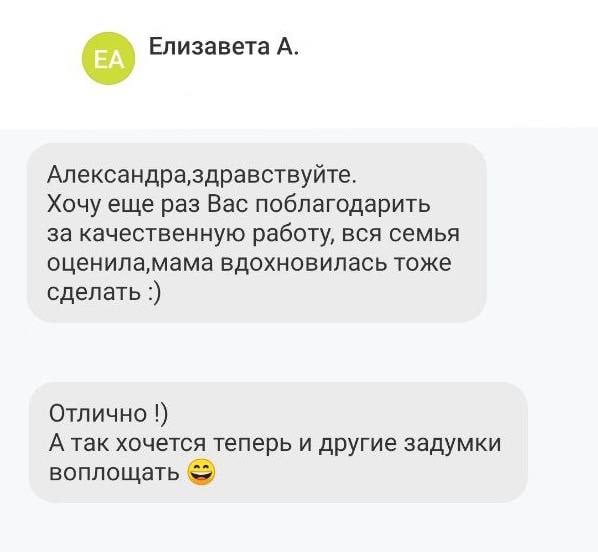 ЕА
Елизавета А.
Александра,здравствуйте.
Хочу еще раз Вас поблагодарить
за качественную работу, вся семья
оценила,мама вдохновилась тоже
сделать :)
Отлично !)
А так хочется теперь и другие задумки
воплощать 😄